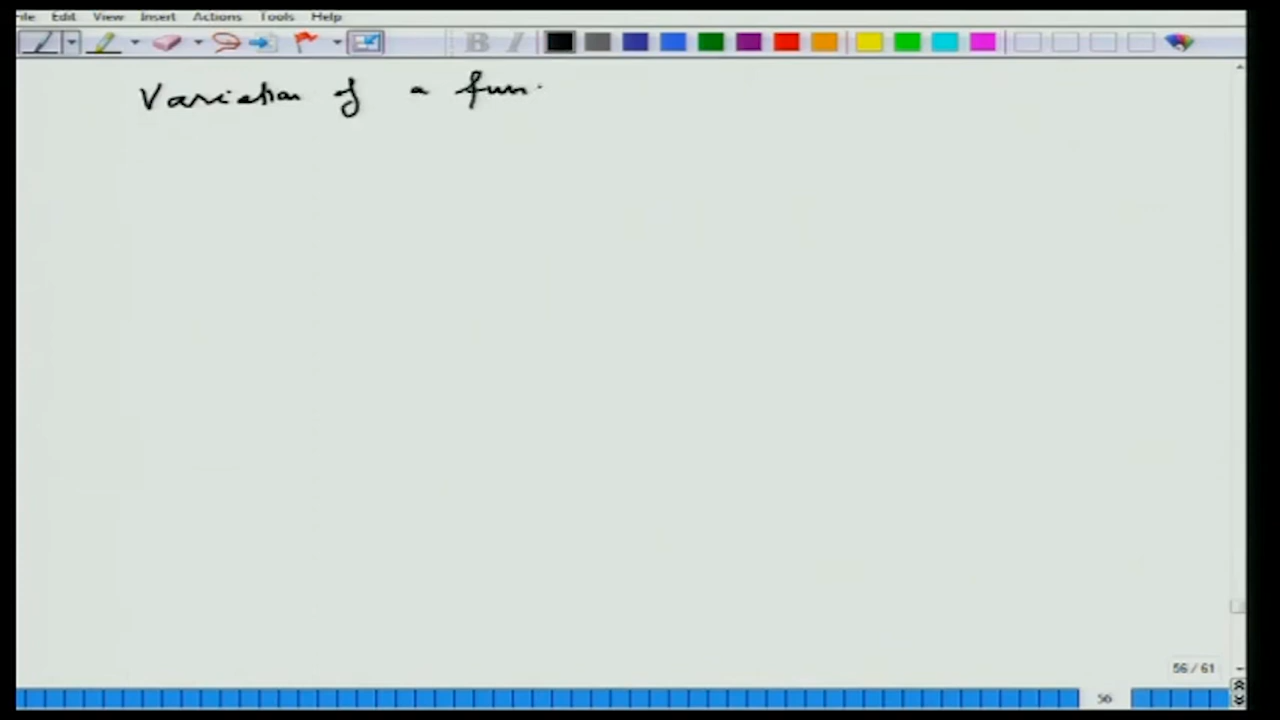 ile Edit View Insert Actions Tools Help
B I
Variation of a fun
56 / 61
56